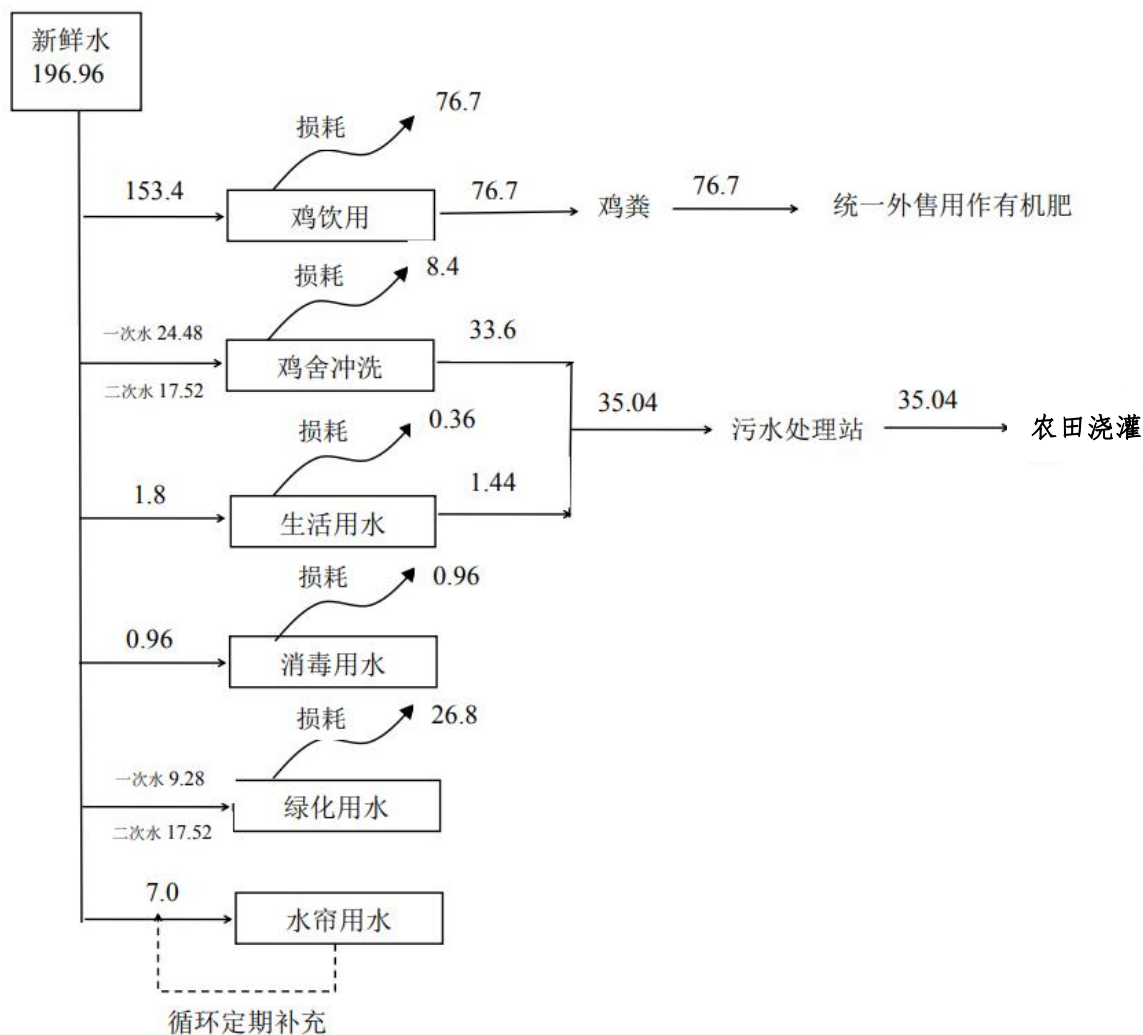 新鲜水
196.96
76.7
损耗
153.4
鸡饮用
76.7
鸡粪
76.7
统一外售用作有机肥
损耗
8.4
一次水 24.48
二次水 17.52
鸡舍冲洗
33.6
损耗
0.36
35.04
污水处理站
35.04
农田浇灌
1.8
生活用水
1.44
损耗
0.96
0.96
消毒用水
损耗
26.8
一次水 9.28
二次水 17.52
绿化用水
7.0
水帘用水
循环定期补充